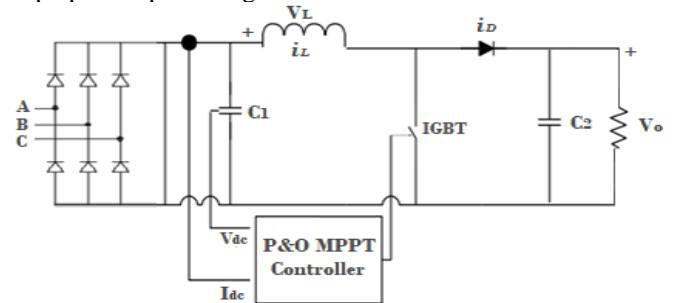 + VL iD
iL +
A
B
C
C1
IGBT
C2
Vo
Vdc
P&O MPPT
Controller
Idc